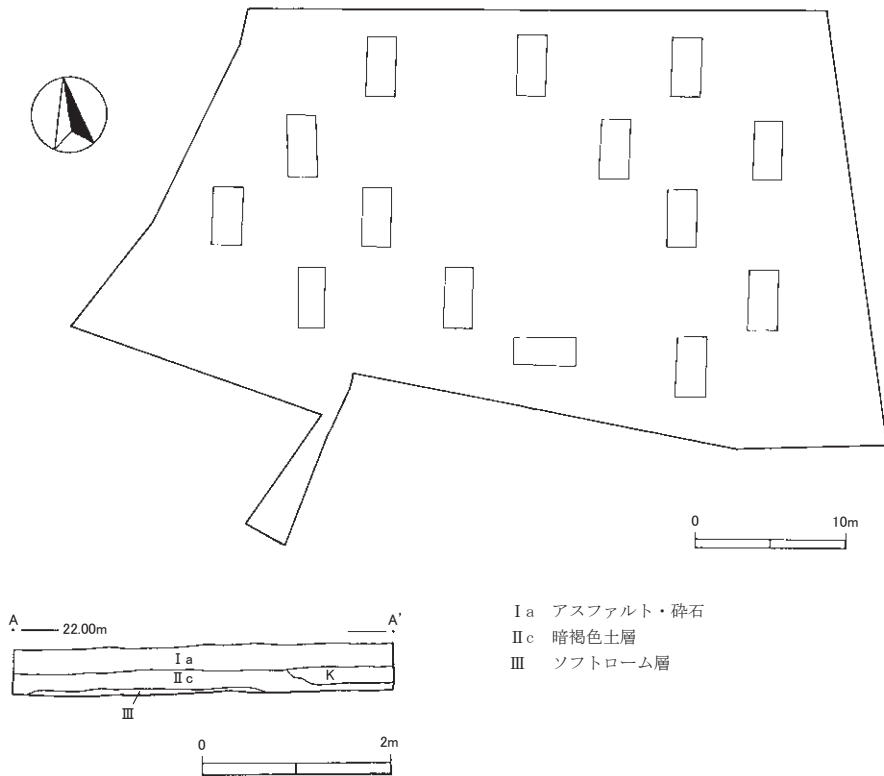 0 10m
A A'
22.00m
Ⅰa
Ⅱc K
Ⅲ
0 2m
Ⅰa アスファルト・砕石
Ⅱc 暗褐色土層
Ⅲ ソフトローム層